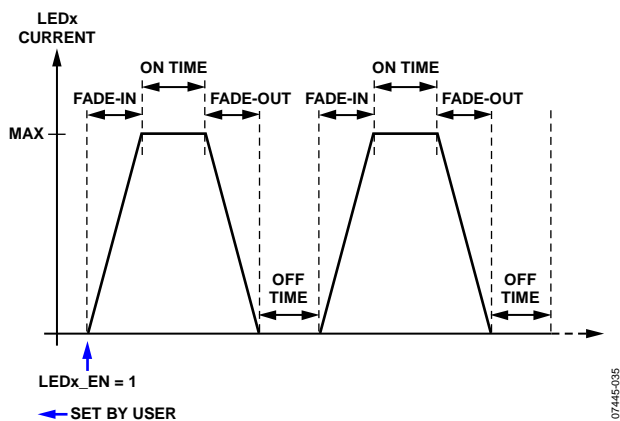 LEDx
CURRENT
ON TIME
ON TIME
FADE-IN
FADE-OUT
FADE-IN
FADE-OUT
MAX
OFF
TIME
OFF
TIME
LEDx_EN = 1
SET BY USER
07445-035